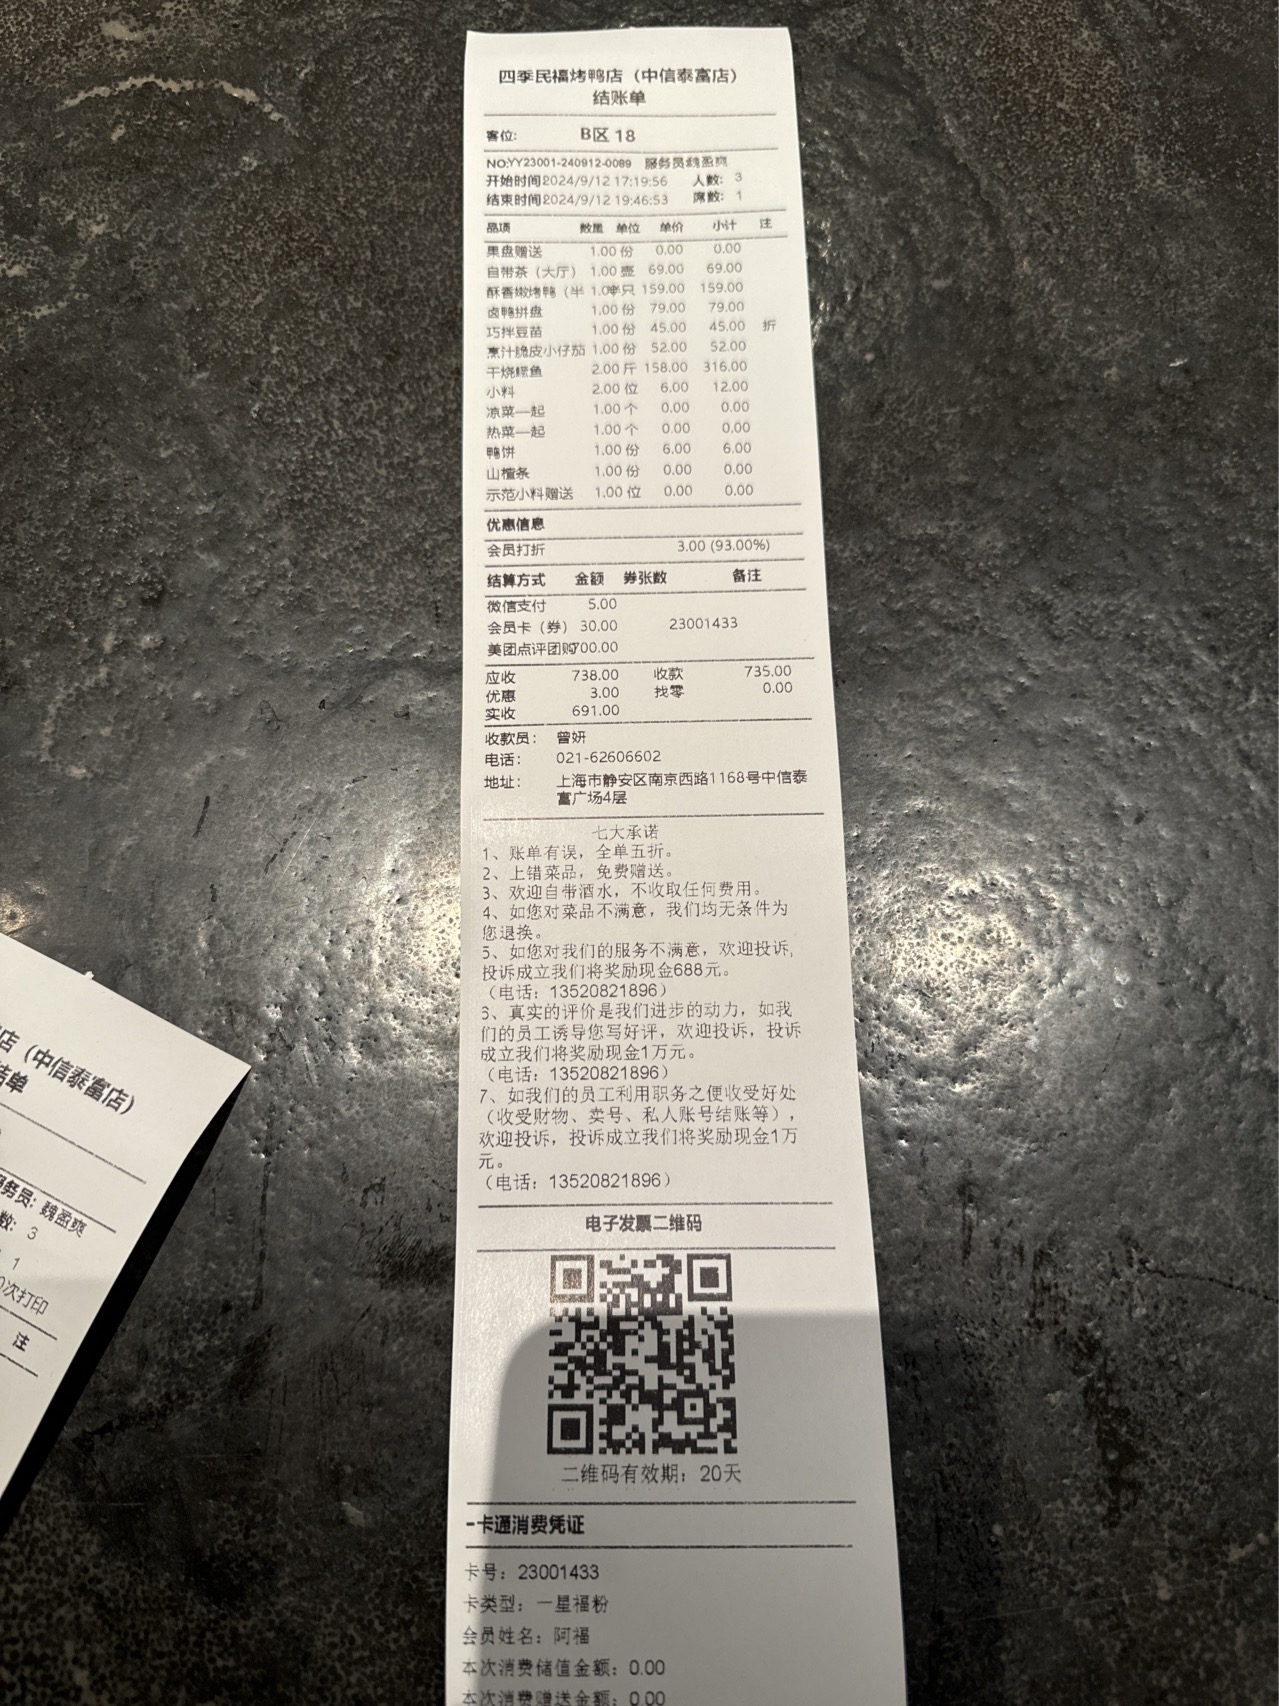 四季民福烤鸭店（中信泰富店）
结账单
客位: B区 18
NO:YY23001-240912-0089 服务员魏盈爽
开始时间2024/9/12 17:19:56 人数: 3
结束时间2024/9/12 19:46:53 席数: 1
品项 数量 单位 单价 小计 注
果盘赠送 1.00 份 0.00 0.00
自带茶（大厅） 1.00 壶 69.00 69.00
酥香嫩烤鸭（半 1.00半只 159.00 159.00
卤鸭拼盘 1.00 份 79.00 79.00
巧拌豆苗 1.00 份 45.00 45.00 折
烹汁脆皮小仔茄 1.00 份 52.00 52.00
干烧鳜鱼 2.00 斤 158.00 316.00
小料 2.00 位 6.00 12.00
凉菜一起 1.00 个 0.00 0.00
热菜一起 1.00 个 0.00 0.00
鸭饼 1.00 份 6.00 6.00
山楂条 1.00 份 0.00 0.00
示范小料赠送 1.00 位 0.00 0.00
优惠信息
会员打折 3.00 (93.00%)
结算方式 金额 券张数 备注
微信支付 5.00
会员卡（券） 30.00 23001433
美团点评团购700.00
应收 738.00 收款 735.00
优惠 3.00 找零 0.00
实收 691.00
收款员: 曾妍
电话: 021-62606602
地址: 上海市静安区南京西路1168号中信泰
富广场4层
七大承诺
1、账单有误，全单五折。
2、上错菜品，免费赠送。
3、欢迎自带酒水，不收取任何费用。
4、如您对菜品不满意，我们均无条件为
您退换。
5、如您对我们的服务不满意，欢迎投诉,
投诉成立我们将奖励现金688元。
（电话：13520821896）
6、真实的评价是我们进步的动力，如我
们的员工诱导您写好评，欢迎投诉，投诉
成立我们将奖励现金1万元。
（电话：13520821896）
7、如我们的员工利用职务之便收受好处
（收受财物、卖号、私人账号结账等），
欢迎投诉，投诉成立我们将奖励现金1万
元。
（电话：13520821896）
电子发票二维码
二维码有效期：20天
一卡通消费凭证
卡号：23001433
卡类型：一星福粉
会员姓名：阿福
本次消费储值金额：0.00
本次消费赠送金额：0.00
店（中信泰富店）
结单
服务员: 魏盈爽
数: 3
1
0次打印
注